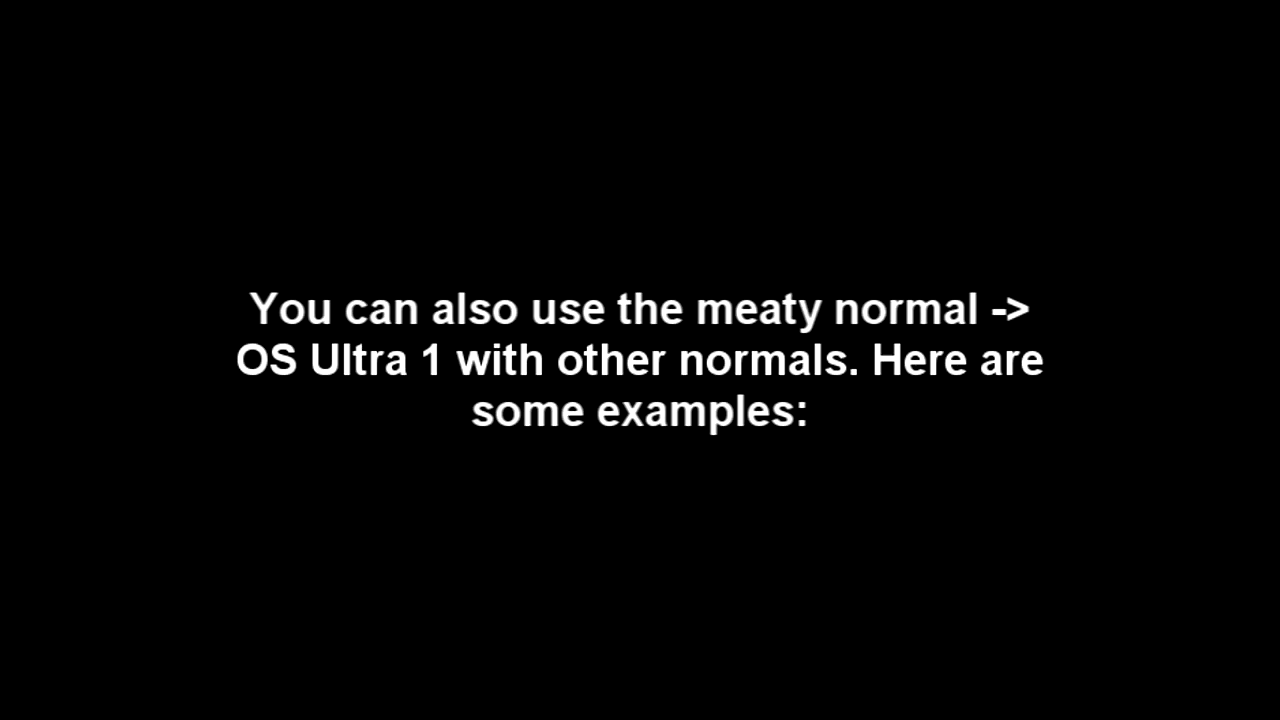 You can also use the meaty normal ->
OS Ultra 1 with other normals. Here are
some examples: